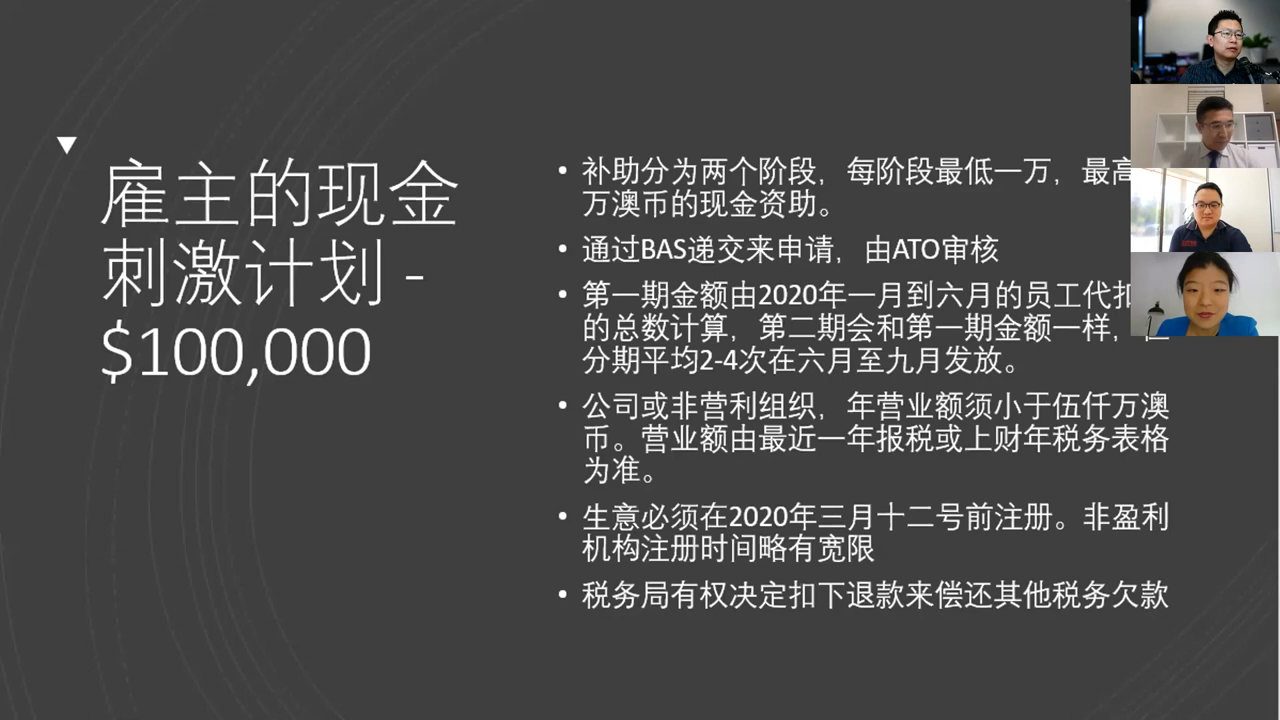 雇主的现金
刺激计划 -
$100,000
• 补助分为两个阶段，每阶段最低一万，最高
万澳币的现金资助。
• 通过BAS递交来申请，由ATO审核
• 第一期金额由2020年一月到六月的员工代扣
的总数计算，第二期会和第一期金额一样，
分期平均2-4次在六月至九月发放。
• 公司或非营利组织，年营业额须小于伍仟万澳
币。营业额由最近一年报税或上财年税务表格
为准。
• 生意必须在2020年三月十二号前注册。非盈利
机构注册时间略有宽限
• 税务局有权决定扣下退款来偿还其他税务欠款